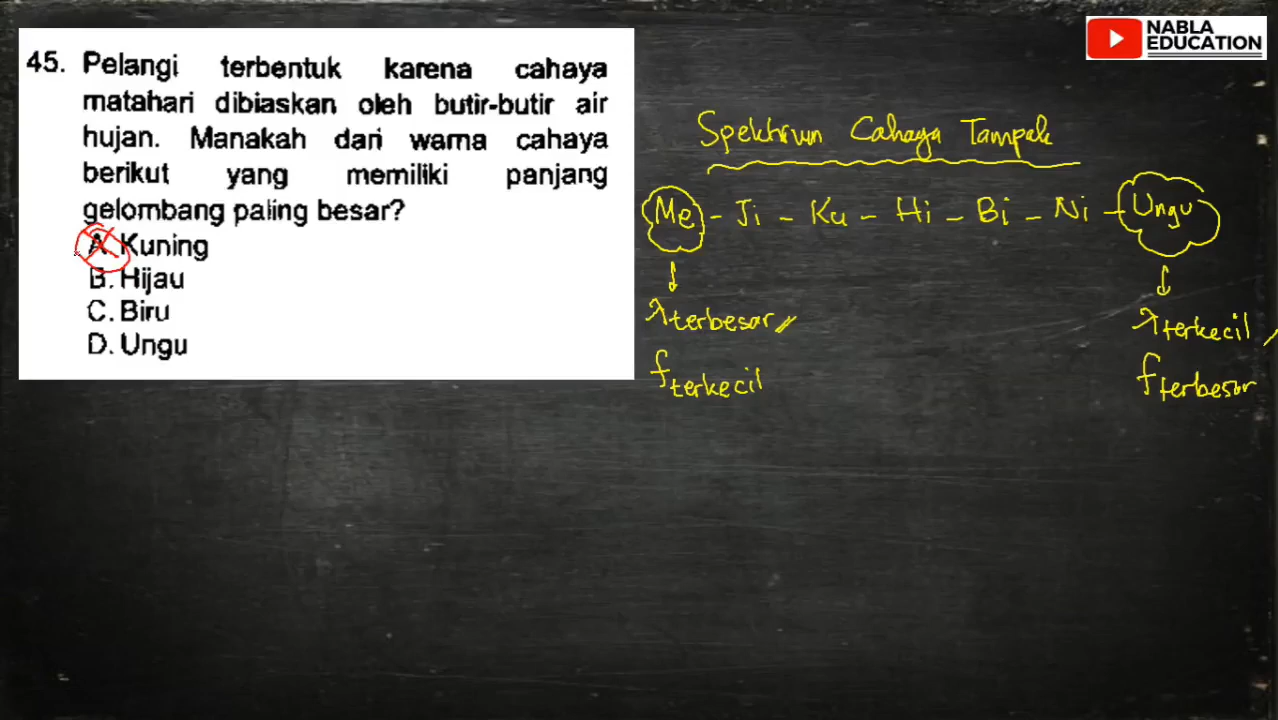 NABLA
EDUCATION
45. Pelangi terbentuk karena cahaya
matahari dibiaskan oleh butir-butir air
hujan. Manakah dari warna cahaya
berikut yang memiliki panjang
gelombang paling besar?
A. Kuning
B. Hijau
C. Biru
D. Ungu
Spektrum Cahaya Tampak
Me - Ji - Ku - Hi - Bi - Ni - Ungu
λterbesar
λterkecil
fterkecil
fterbesar